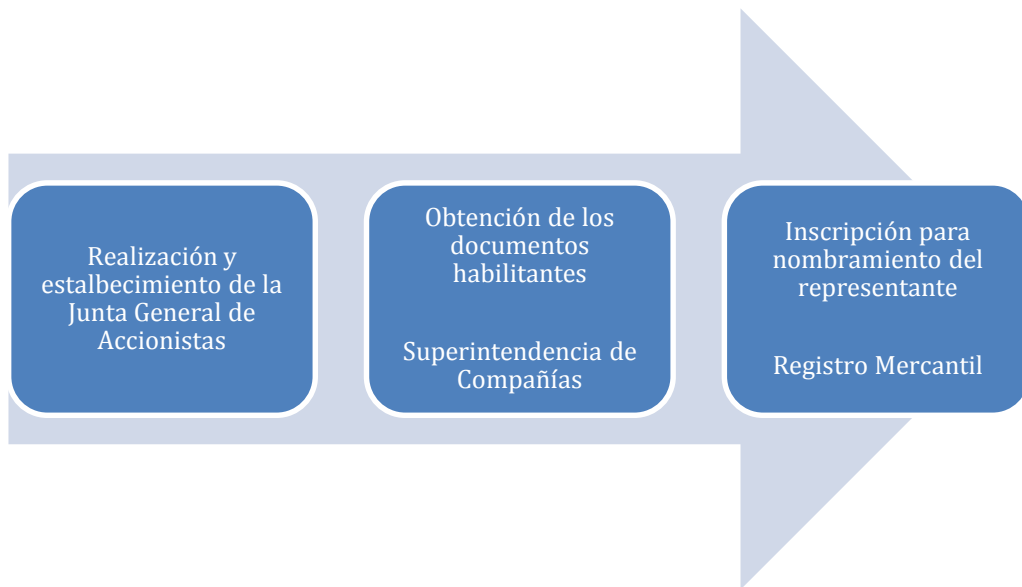 Realización y
estalbecimiento de la
Junta General de
Accionistas
Obtención de los
documentos
habilitantes
Superintendencia de
Compañías
Inscripción para
nombramiento del
representante
Registro Mercantil